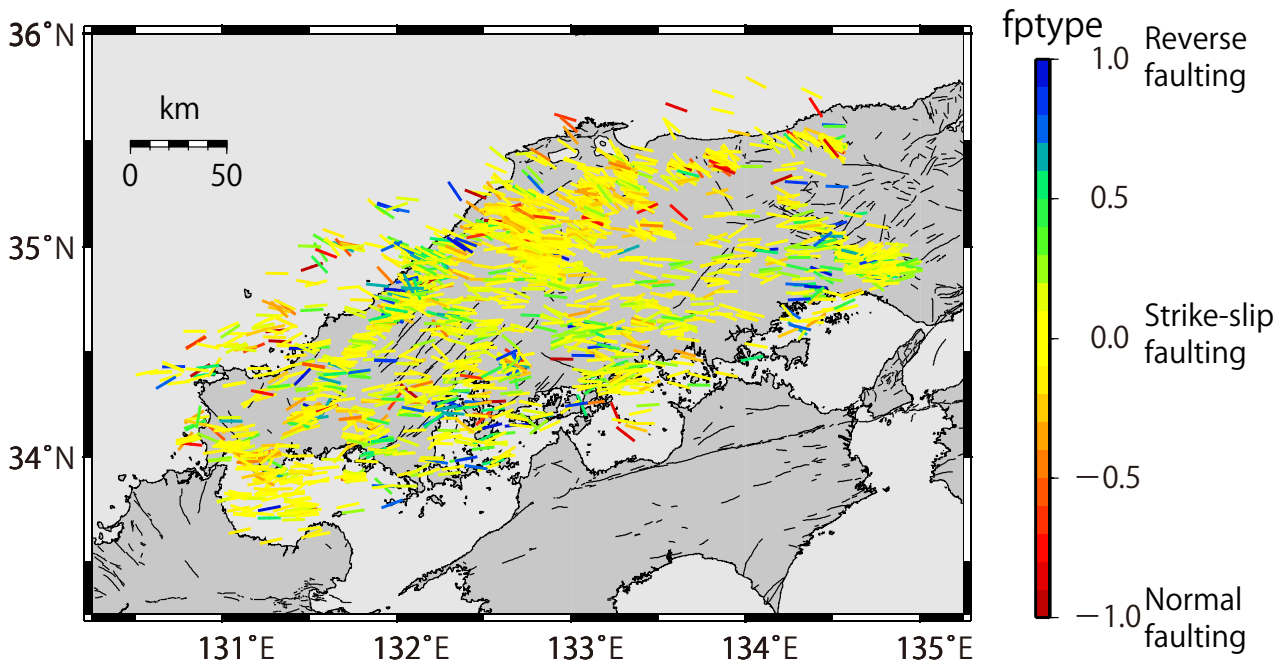 36°N
35°N
34°N
km
0 50
131°E 132°E 133°E 134°E 135°E
fptype
1.0
0.5
0.0
−0.5
−1.0
Reverse
faulting
Strike-slip
faulting
Normal
faulting